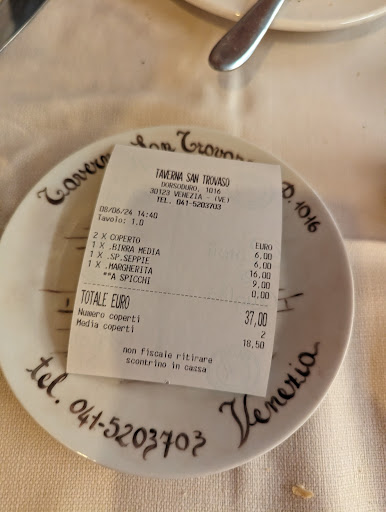 Taverna San Trovaso D. 1016
TAVERNA SAN TROVASO
DORSODURO, 1016
30123 VENEZIA - (VE)
TEL. 041-5203703
08/06/24 14:40
Tavolo: 1.0
EURO
2 X COPERTO 6,00
1 X .BIRRA MEDIA 6,00
1 X .SP.SEPPIE 16,00
1 X .MARGHERITA 9,00
**A SPICCHI 0,00
TOTALE EURO 37,00
Numero coperti 2
Media coperti 18,50
non fiscale ritirare
scontrino in cassa
tel. 041-5203703 Venezia